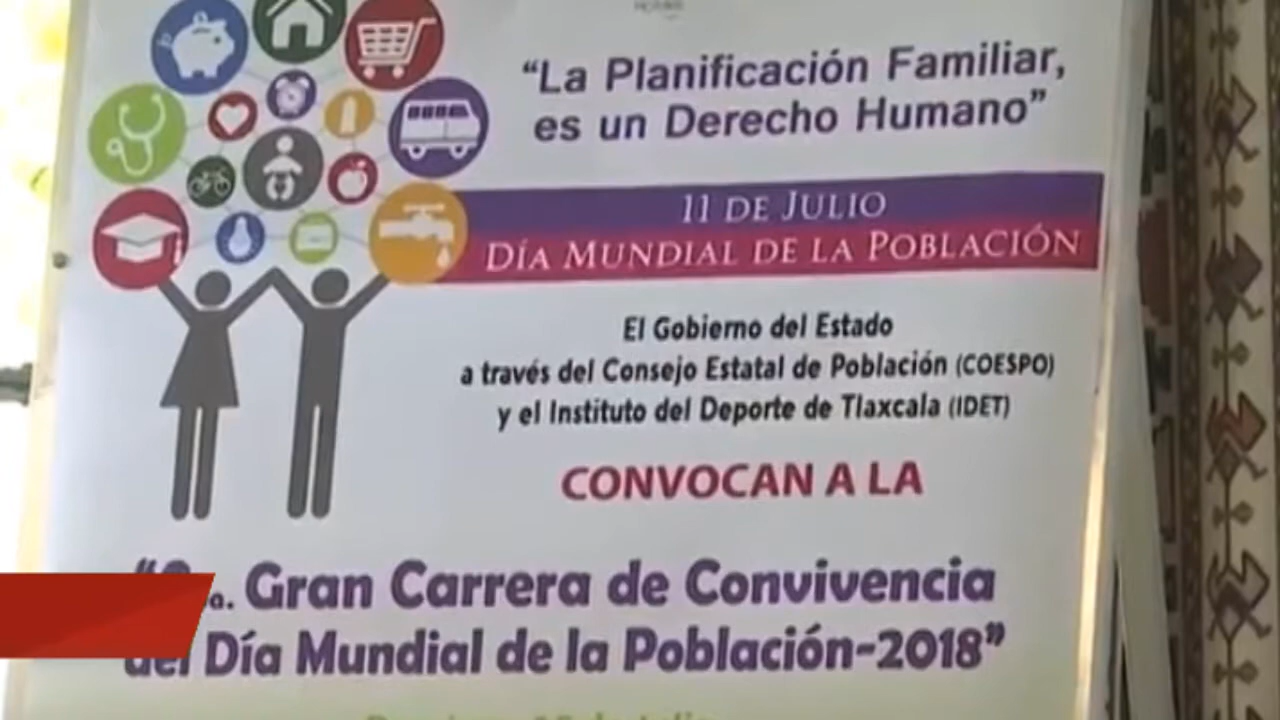 “La Planificación Familiar,
es un Derecho Humano”
11 DE JULIO
DÍA MUNDIAL DE LA POBLACIÓN
El Gobierno del Estado
a través del Consejo Estatal de Población (COESPO)
y el Instituto del Deporte de Tlaxcala (IDET)
CONVOCAN A LA
Gran Carrera de Convivencia
del Día Mundial de la Población-2018”